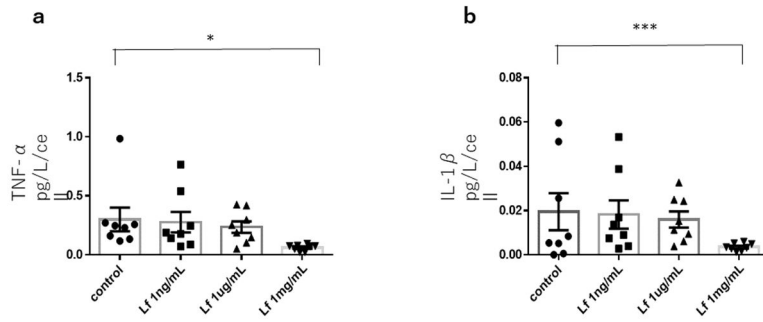 a
*
TNF-α
pg/L/ce
ll
1.5
1.0
0.5
0.0
control
Lf 1ng/mL
Lf 1ug/mL
Lf 1mg/mL
b
***
IL-1β
pg/L/ce
ll
0.08
0.06
0.04
0.02
0.00
control
Lf 1ng/mL
Lf 1ug/mL
Lf 1mg/mL